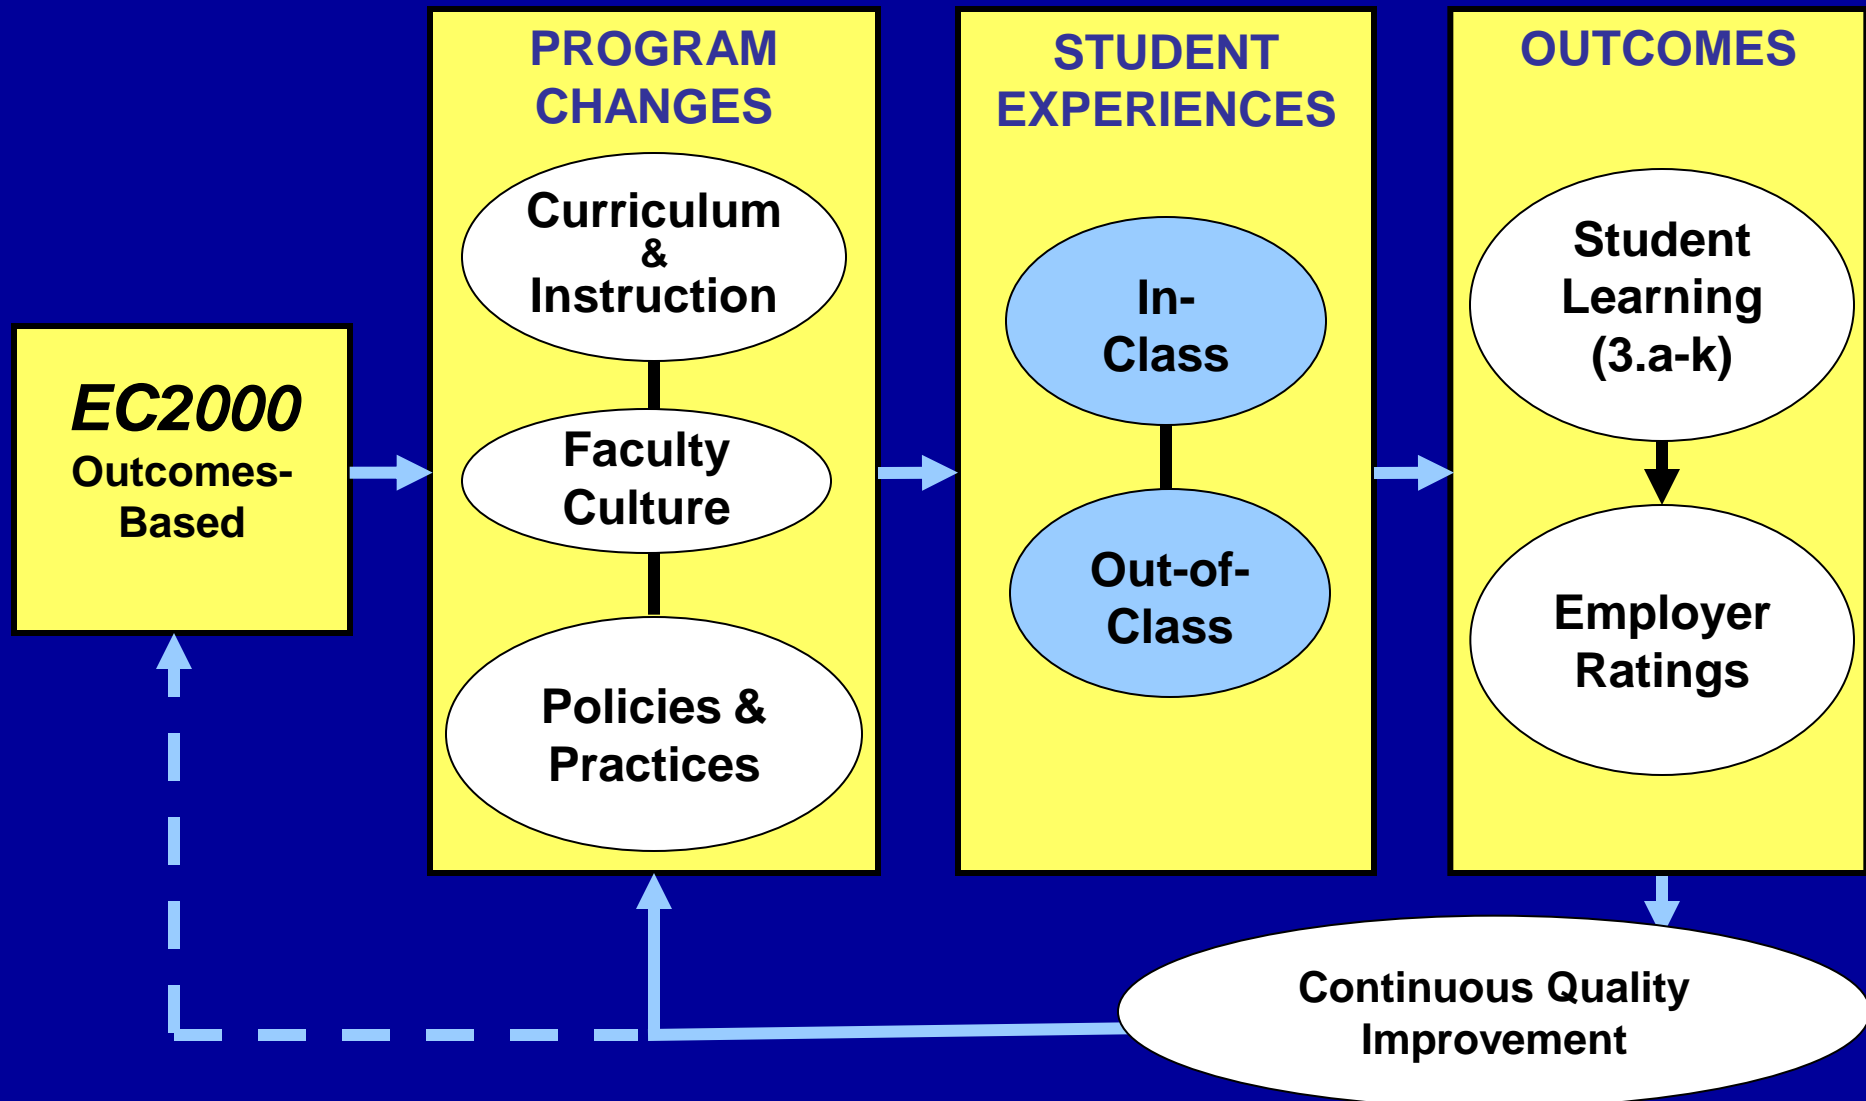 EC2000
Outcomes-
Based
PROGRAM
CHANGES
Curriculum
&
Instruction
Faculty
Culture
Policies &
Practices
STUDENT
EXPERIENCES
In-
Class
Out-of-
Class
OUTCOMES
Student
Learning
(3.a-k)
Employer
Ratings
Continuous Quality
Improvement